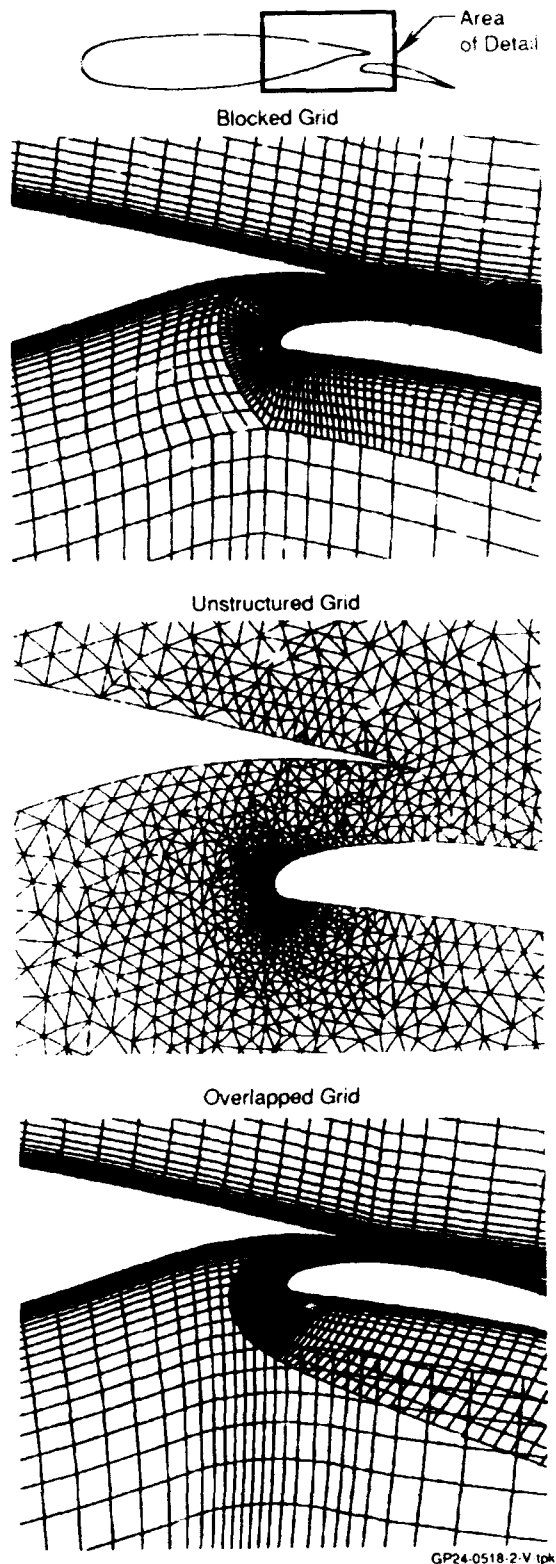 Area
of Detail
Blocked Grid
Unstructured Grid
Overlapped Grid
GP24-0518-2-V